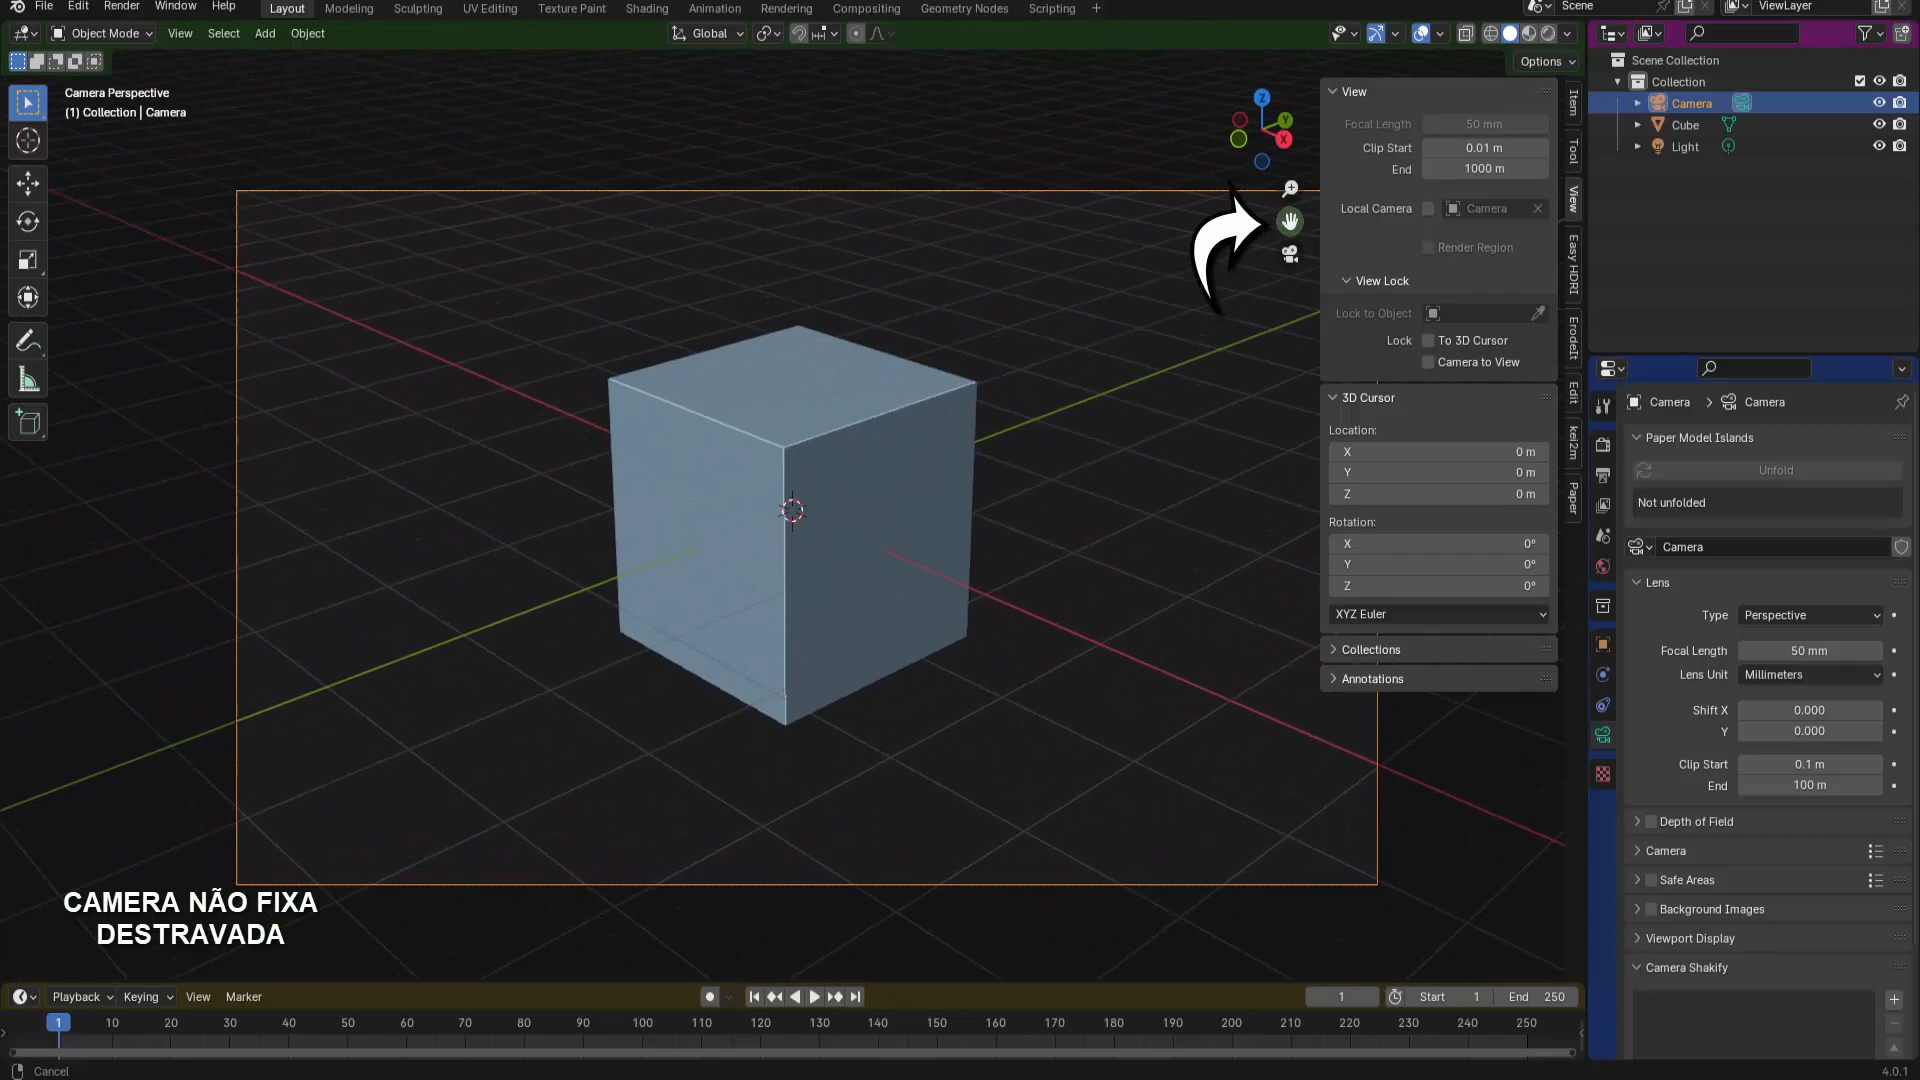 File Edit Render Window Help Layout Modeling Sculpting UV Editing Texture Paint Shading Animation Rendering Compositing Geometry Nodes Scripting + Scene ViewLayer
Object Mode View Select Add Object Global
Options
Camera Perspective
(1) Collection | Camera
Z
Y
X
View
Focal Length 50 mm
Clip Start 0.01 m
End 1000 m
Local Camera Camera
Render Region
View Lock
Lock to Object
Lock To 3D Cursor
Camera to View
3D Cursor
Location:
X 0 m
Y 0 m
Z 0 m
Rotation:
X 0°
Y 0°
Z 0°
XYZ Euler
Collections
Annotations
Item
Tool
View
Easy HDRI
ErodeIt
Edit
kei2m
Paper
Scene Collection
Collection
Camera
Cube
Light
Camera > Camera
Paper Model Islands
Unfold
Not unfolded
Camera
Lens
Type Perspective
Focal Length 50 mm
Lens Unit Millimeters
Shift X 0.000
Y 0.000
Clip Start 0.1 m
End 100 m
Depth of Field
Camera
Safe Areas
Background Images
Viewport Display
Camera Shakify
CAMERA NÃO FIXA
DESTRAVADA
Playback Keying View Marker 1 Start 1 End 250
1 10 20 30 40 50 60 70 80 90 100 110 120 130 140 150 160 170 180 190 200 210 220 230 240 250
Cancel 4.0.1